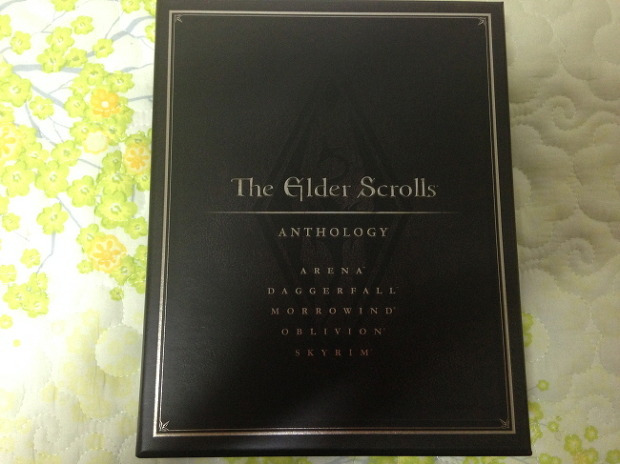 The Elder Scrolls
ANTHOLOGY
ARENA
DAGGERFALL
MORROWIND
OBLIVION
SKYRIM